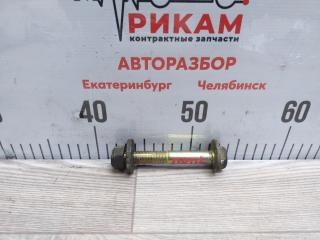 РИКАМ
контрактные запчасти
АВТОРАЗБОР
Екатеринбург Челябинск
40 50 60